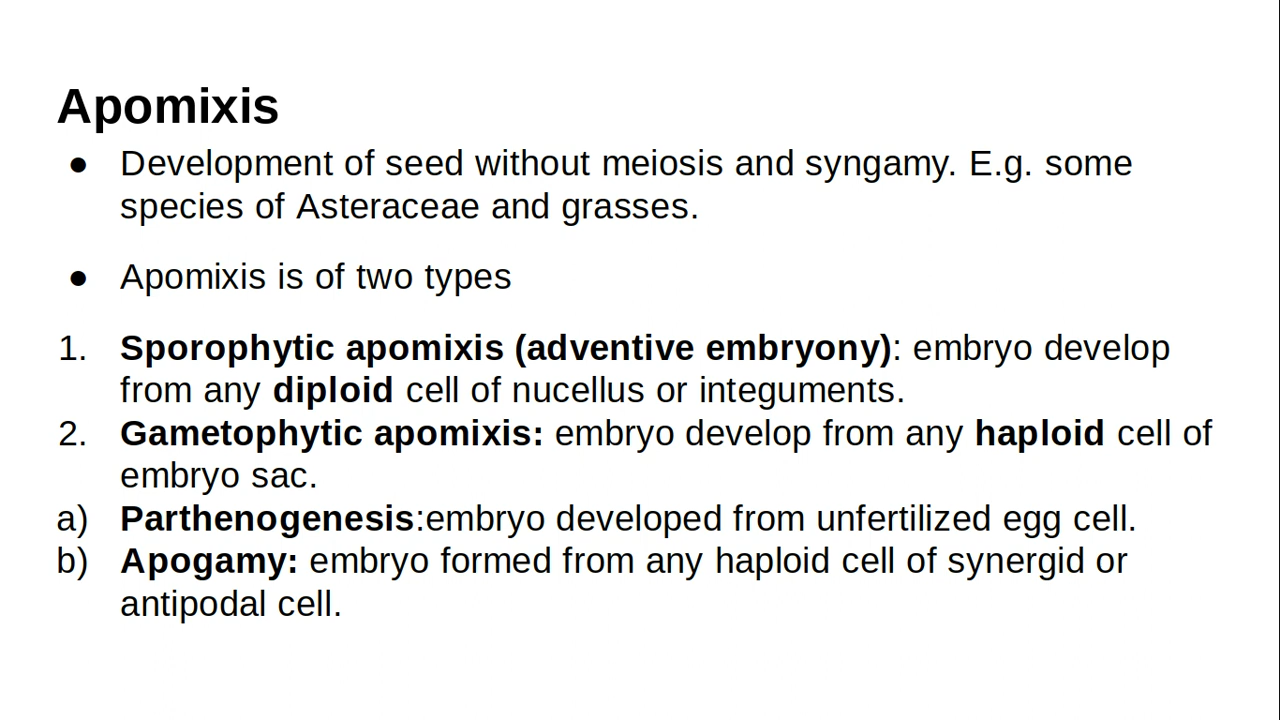 Apomixis
● Development of seed without meiosis and syngamy. E.g. some
species of Asteraceae and grasses.
● Apomixis is of two types
1. Sporophytic apomixis (adventive embryony): embryo develop
from any diploid cell of nucellus or integuments.
2. Gametophytic apomixis: embryo develop from any haploid cell of
embryo sac.
a) Parthenogenesis:embryo developed from unfertilized egg cell.
b) Apogamy: embryo formed from any haploid cell of synergid or
antipodal cell.